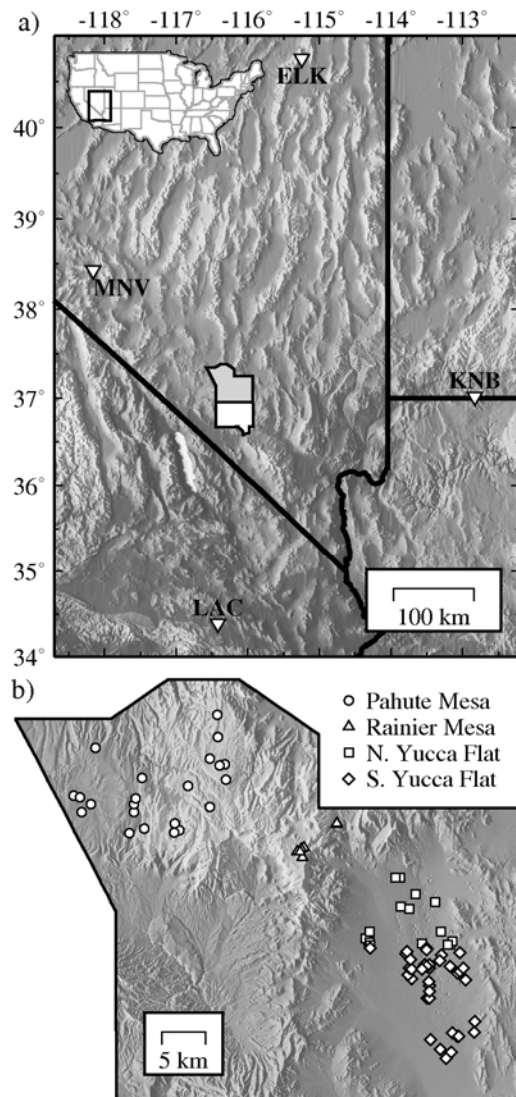 a)
-118° -117° -116° -115° -114° -113°
ELK
40°
39°
MNV
38°
KNB
37°
36°
35°
LAC
100 km
34°
b)
Pahute Mesa
Rainier Mesa
N. Yucca Flat
S. Yucca Flat
5 km